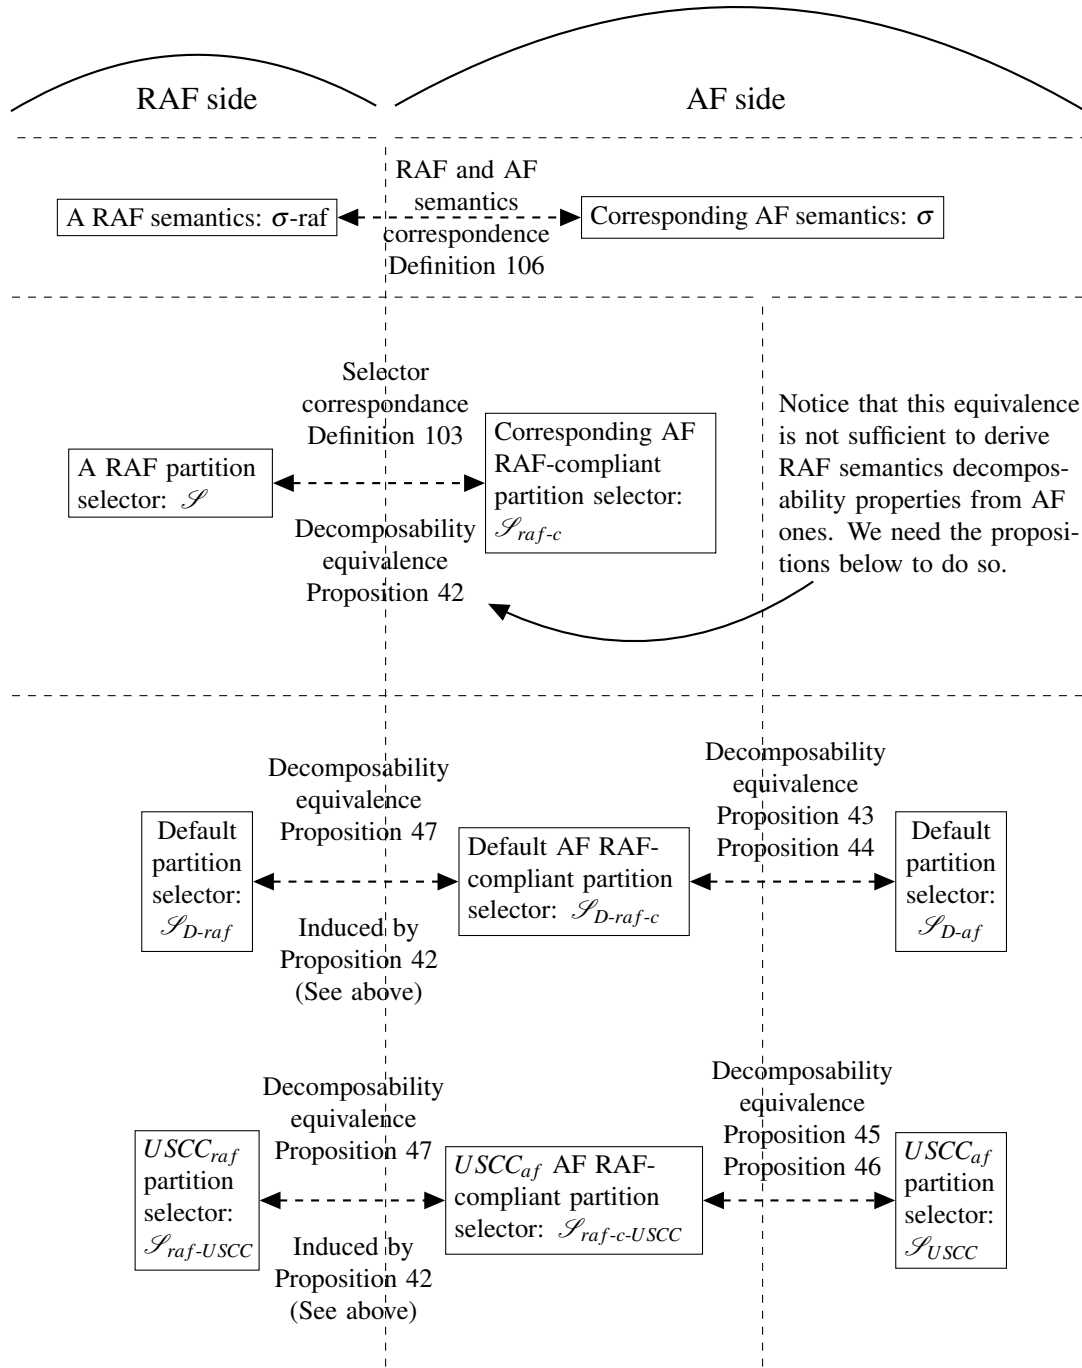 RAF side
AF side
RAF and AF
semantics
correspondence
Definition 106
A RAF semantics: σ-raf
Corresponding AF semantics: σ
Selector
correspondance
Definition 103
A RAF partition
selector: 𝒮
Decomposability
equivalence
Proposition 42
Corresponding AF
RAF-compliant
partition selector:
𝒮raf-c
Notice that this equivalence
is not sufficient to derive
RAF semantics decompos-
ability properties from AF
ones. We need the proposi-
tions below to do so.
Decomposability
equivalence
Proposition 47
Decomposability
equivalence
Proposition 43
Proposition 44
Default
partition
selector:
𝒮D-raf
Default AF RAF-
compliant partition
selector: 𝒮D-raf-c
Default
partition
selector:
𝒮D-af
Induced by
Proposition 42
(See above)
Decomposability
equivalence
Proposition 47
Decomposability
equivalence
Proposition 45
Proposition 46
USCCraf
partition
selector:
𝒮raf-USCC
USCCaf AF RAF-
compliant partition
selector: 𝒮raf-c-USCC
USCCaf
partition
selector:
𝒮USCC
Induced by
Proposition 42
(See above)